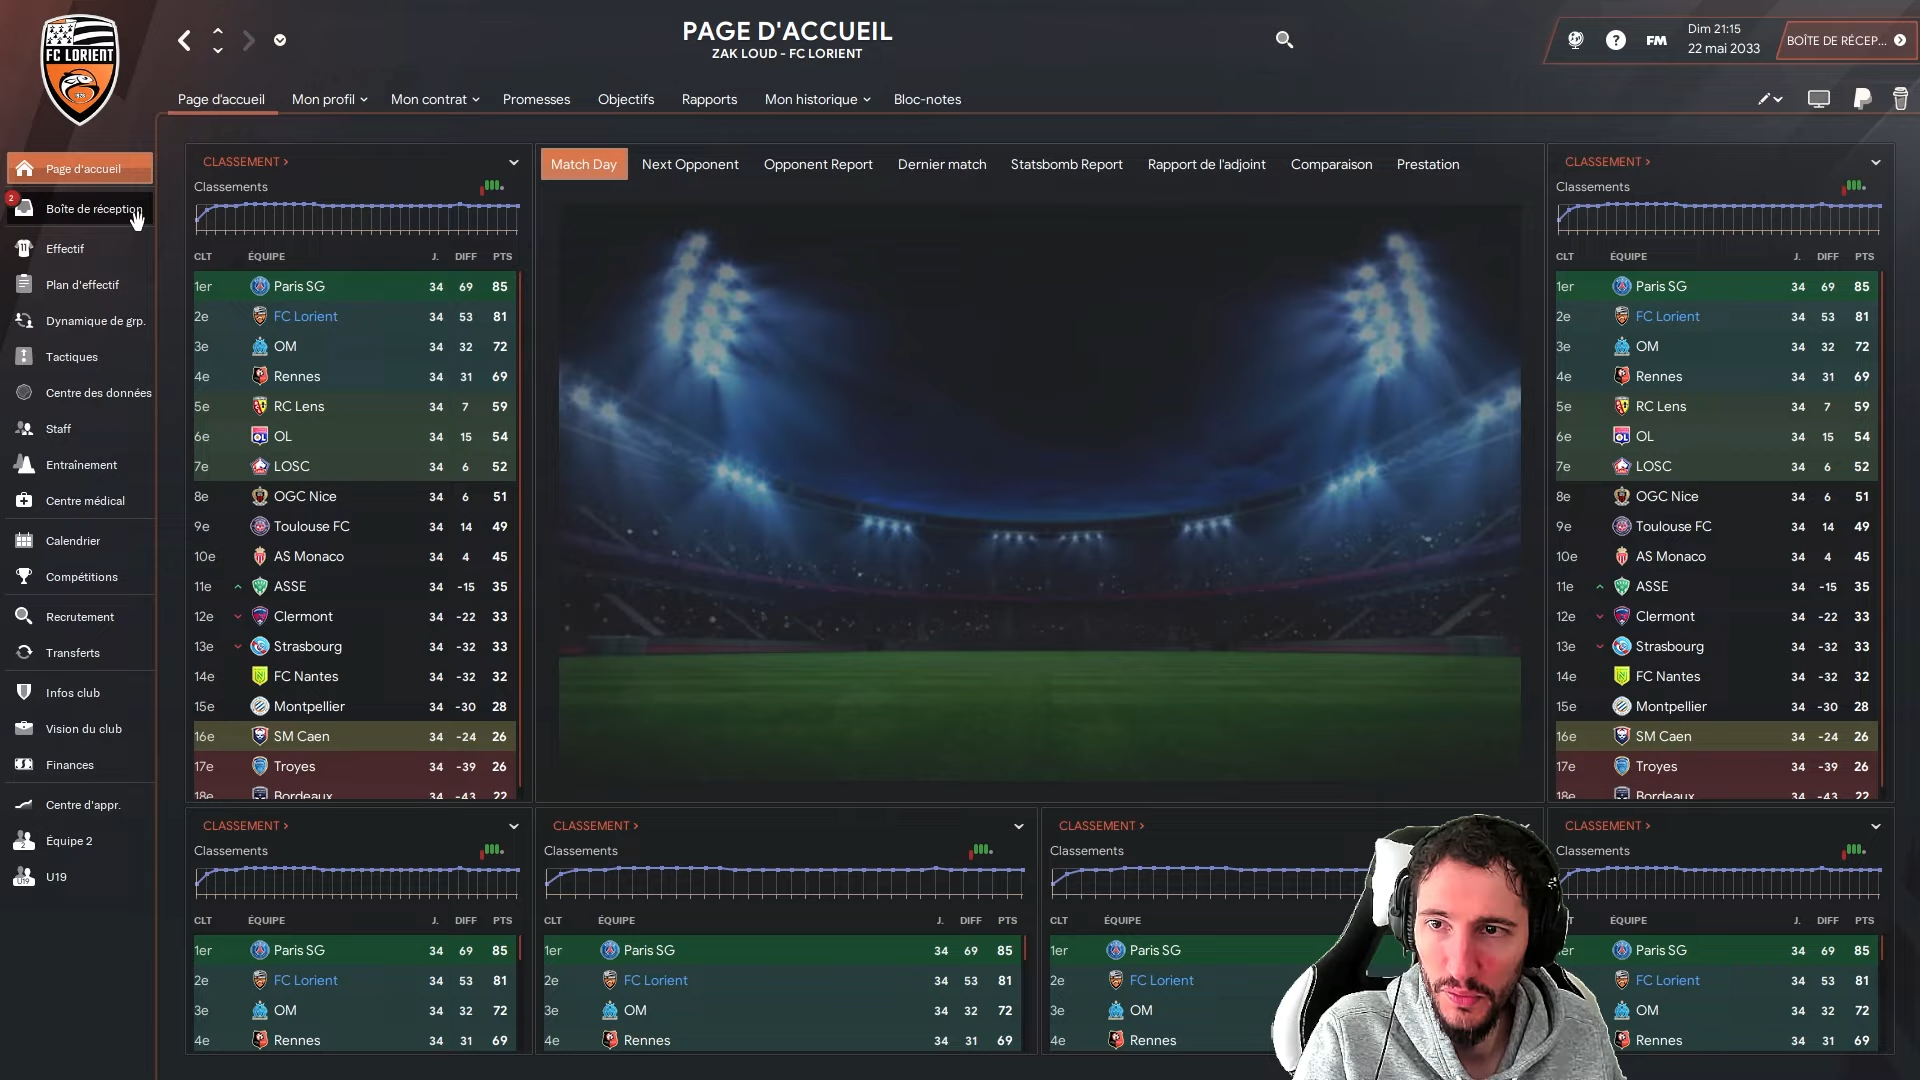 FC LORIENT
PAGE D'ACCUEIL
ZAK LOUD - FC LORIENT
FM
Dim 21:15
22 mai 2033
BOÎTE DE RÉCEP...
Page d'accueil
Mon profil
Mon contrat
Promesses
Objectifs
Rapports
Mon historique
Bloc-notes
Page d'accueil
2
Boîte de réception
Effectif
Plan d'effectif
Dynamique de grp.
Tactiques
Centre des données
Staff
Entraînement
Centre médical
Calendrier
Compétitions
Recrutement
Transferts
Infos club
Vision du club
Finances
Centre d'appr.
Équipe 2
U19
CLASSEMENT >
Classements
CLT ÉQUIPE J. DIFF PTS
1er Paris SG 34 69 85
2e FC Lorient 34 53 81
3e OM 34 32 72
4e Rennes 34 31 69
5e RC Lens 34 7 59
6e OL 34 15 54
7e LOSC 34 6 52
8e OGC Nice 34 6 51
9e Toulouse FC 34 14 49
10e AS Monaco 34 4 45
11e ASSE 34 -15 35
12e Clermont 34 -22 33
13e Strasbourg 34 -32 33
14e FC Nantes 34 -32 32
15e Montpellier 34 -30 28
16e SM Caen 34 -24 26
17e Troyes 34 -39 26
18e Bordeaux 34 -43 22
Match Day
Next Opponent
Opponent Report
Dernier match
Statsbomb Report
Rapport de l'adjoint
Comparaison
Prestation
CLASSEMENT >
Classements
CLT ÉQUIPE J. DIFF PTS
1er Paris SG 34 69 85
2e FC Lorient 34 53 81
3e OM 34 32 72
4e Rennes 34 31 69
5e RC Lens 34 7 59
6e OL 34 15 54
7e LOSC 34 6 52
8e OGC Nice 34 6 51
9e Toulouse FC 34 14 49
10e AS Monaco 34 4 45
11e ASSE 34 -15 35
12e Clermont 34 -22 33
13e Strasbourg 34 -32 33
14e FC Nantes 34 -32 32
15e Montpellier 34 -30 28
16e SM Caen 34 -24 26
17e Troyes 34 -39 26
18e Bordeaux 34 -43 22
CLASSEMENT >
Classements
CLT ÉQUIPE J. DIFF PTS
1er Paris SG 34 69 85
2e FC Lorient 34 53 81
3e OM 34 32 72
4e Rennes 34 31 69
CLASSEMENT >
Classements
CLT ÉQUIPE J. DIFF PTS
1er Paris SG 34 69 85
2e FC Lorient 34 53 81
3e OM 34 32 72
4e Rennes 34 31 69
CLASSEMENT >
Classements
CLT ÉQUIPE
1er Paris SG
2e FC Lorient
3e OM
4e Rennes
CLASSEMENT >
Classements
ÉQUIPE J. DIFF PTS
Paris SG 34 69 85
FC Lorient 34 53 81
OM 34 32 72
Rennes 34 31 69